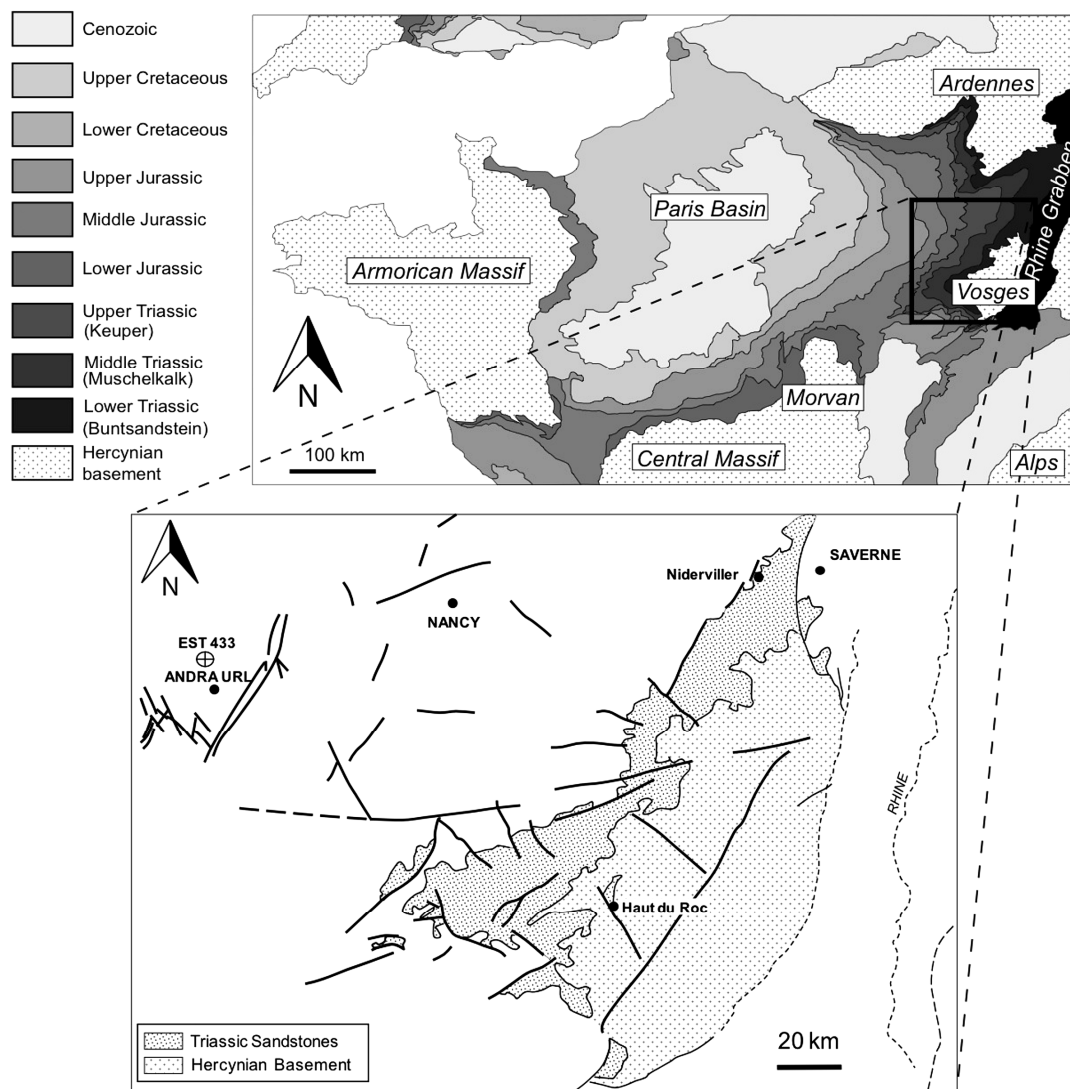 Cenozoic
Upper Cretaceous
Lower Cretaceous
Upper Jurassic
Middle Jurassic
Lower Jurassic
Upper Triassic
(Keuper)
Middle Triassic
(Muschelkalk)
Lower Triassic
(Buntsandstein)
Hercynian
basement
Ardennes
Rhine Grabben
Paris Basin
Armorican Massif
Vosges
N
Morvan
100 km
Central Massif
Alps
N
Niderviller
SAVERNE
NANCY
EST 433
ANDRA URL
RHINE
Haut du Roc
Triassic Sandstones
Hercynian Basement
20 km